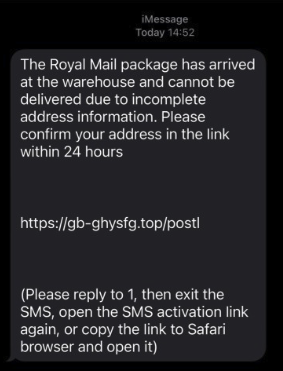 iMessage
Today 14:52
The Royal Mail package has arrived
at the warehouse and cannot be
delivered due to incomplete
address information. Please
confirm your address in the link
within 24 hours
https://gb-ghysfg.top/postl
(Please reply to 1, then exit the
SMS, open the SMS activation link
again, or copy the link to Safari
browser and open it)